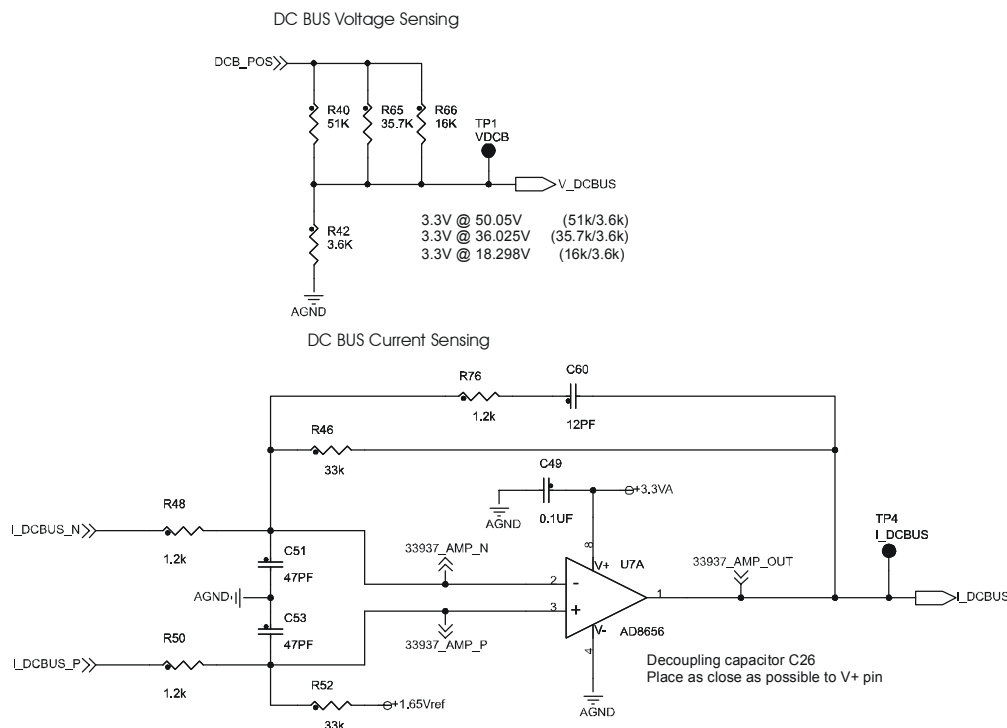 DC BUS Voltage Sensing
DCB_POS
R40
51K
R65
35.7K
R66
16K
TP1
VDCB
V_DCBUS
R42
3.6K
3.3V @ 50.05V (51k/3.6k)
3.3V @ 36.025V (35.7k/3.6k)
3.3V @ 18.298V (16k/3.6k)
AGND
DC BUS Current Sensing
R76
1.2k
C60
12PF
R46
33k
C49
0.1UF
AGND
+3.3VA
R48
1.2k
I_DCBUS_N
C51
47PF
AGND
C53
47PF
33937_AMP_N
33937_AMP_P
2
3
8
V+
U7A
-
+
1
V-
4
AD8656
AGND
33937_AMP_OUT
TP4
I_DCBUS
I_DCBUS
I_DCBUS_P
R50
1.2k
R52
33k
+1.65Vref
Decoupling capacitor C26
Place as close as possible to V+ pin